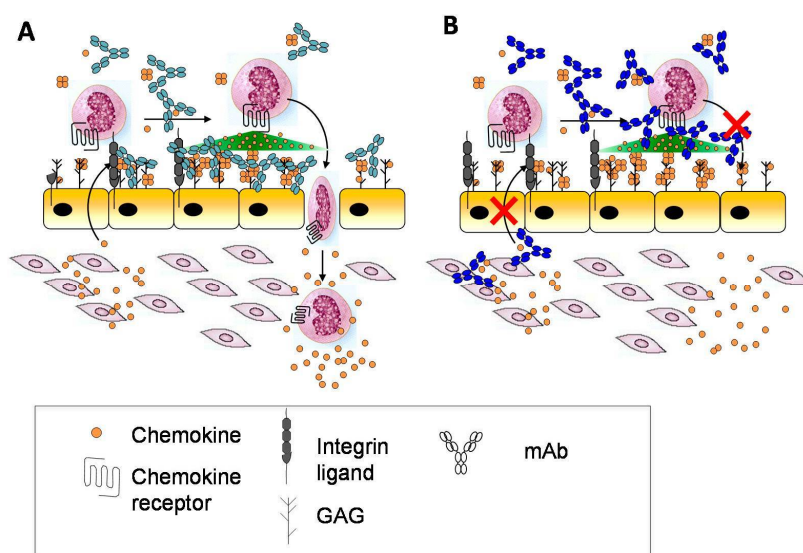 A
B
Chemokine
Chemokine
receptor
Integrin
ligand
GAG
mAb